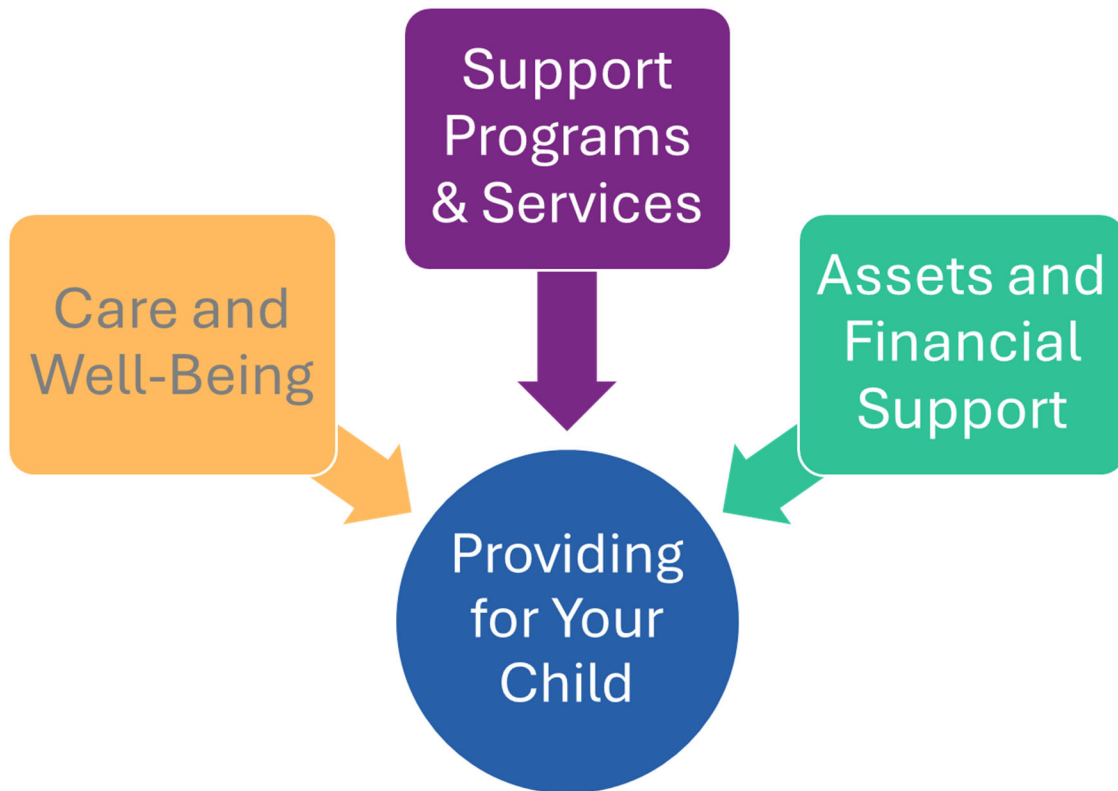 Support
Programs
& Services
Care and
Well-Being
Assets and
Financial
Support
Providing
for Your
Child